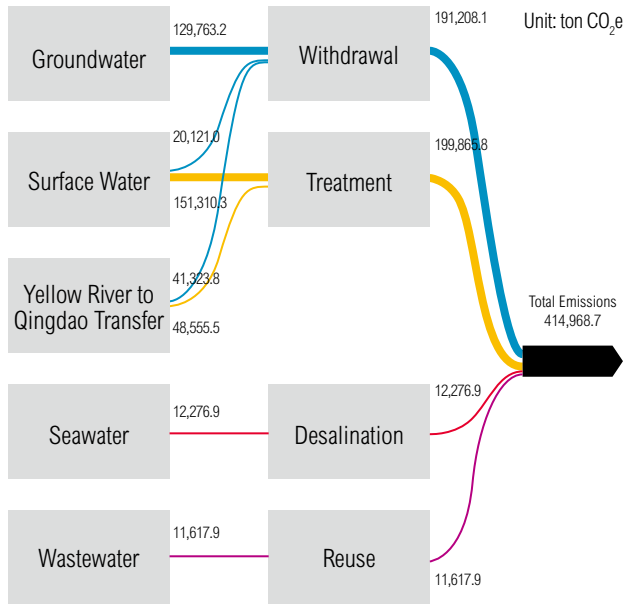 Unit: ton CO₂e
129,763.2
191,208.1
Groundwater
Withdrawal
20,121.0
199,865.8
Surface Water
Treatment
151,310.3
41,323.8
Yellow River to
Qingdao Transfer
48,555.5
Total Emissions
414,968.7
12,276.9
12,276.9
Seawater
Desalination
11,617.9
Wastewater
Reuse
11,617.9